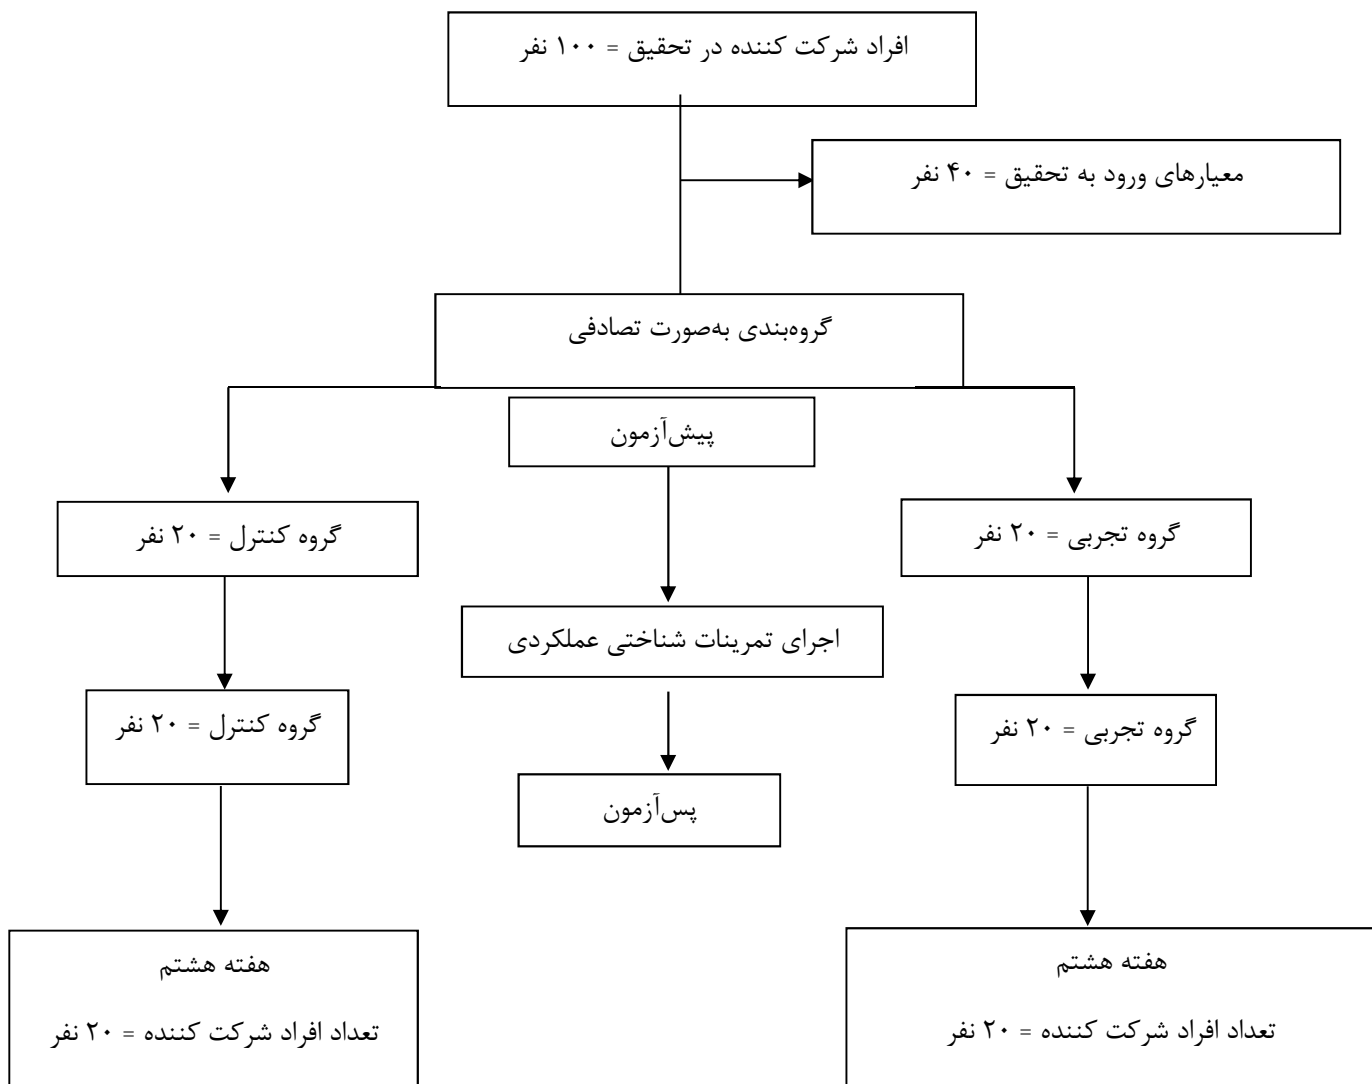 افراد شرکت کننده در تحقیق = ۱۰۰ نفر
معیارهای ورود به تحقیق = ۴۰ نفر
گروه‌بندی به‌صورت تصادفی
پیش‌آزمون
گروه تجربی = ۲۰ نفر
گروه کنترل = ۲۰ نفر
اجرای تمرینات شناختی عملکردی
گروه تجربی = ۲۰ نفر
گروه کنترل = ۲۰ نفر
پس‌آزمون
هفته هشتم
تعداد افراد شرکت کننده = ۲۰ نفر
هفته هشتم
تعداد افراد شرکت کننده = ۲۰ نفر